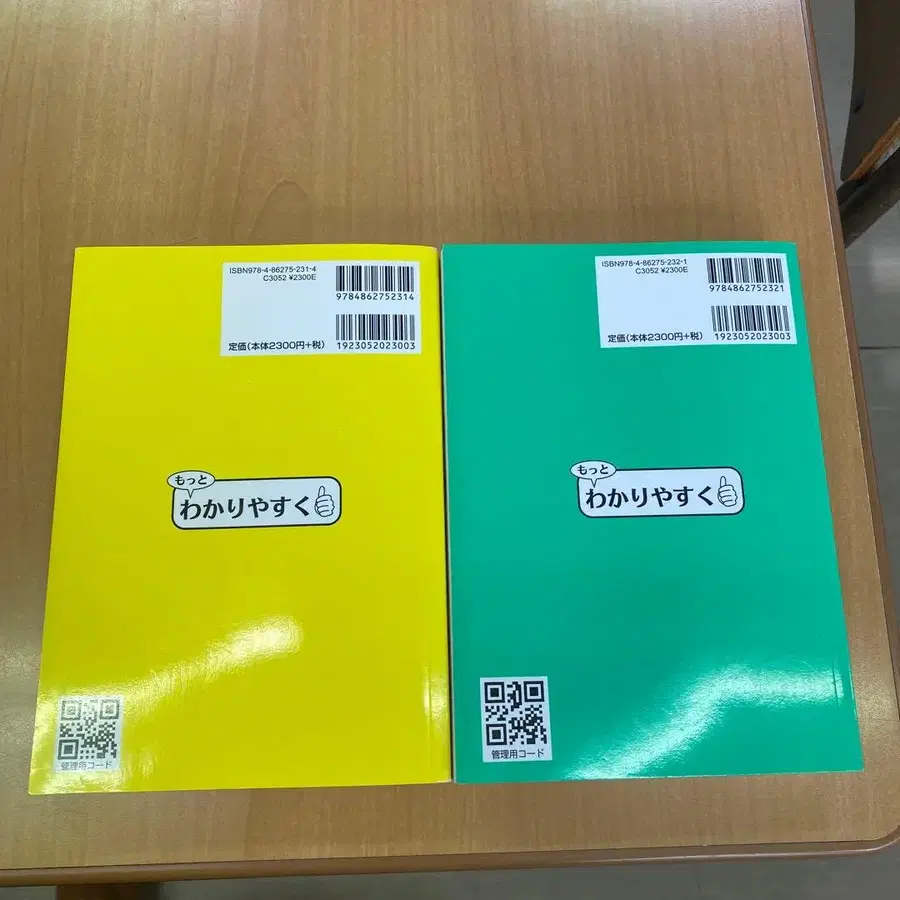 ISBN978-4-86275-231-4
C3052 ¥2300E
9784862752314
定価(本体2300円+税)
1923052023003
もっと
わかりやすく
管理用コード
ISBN978-4-86275-232-1
C3052 ¥2300E
9784862752321
定価(本体2300円+税)
1923052023003
もっと
わかりやすく
管理用コード